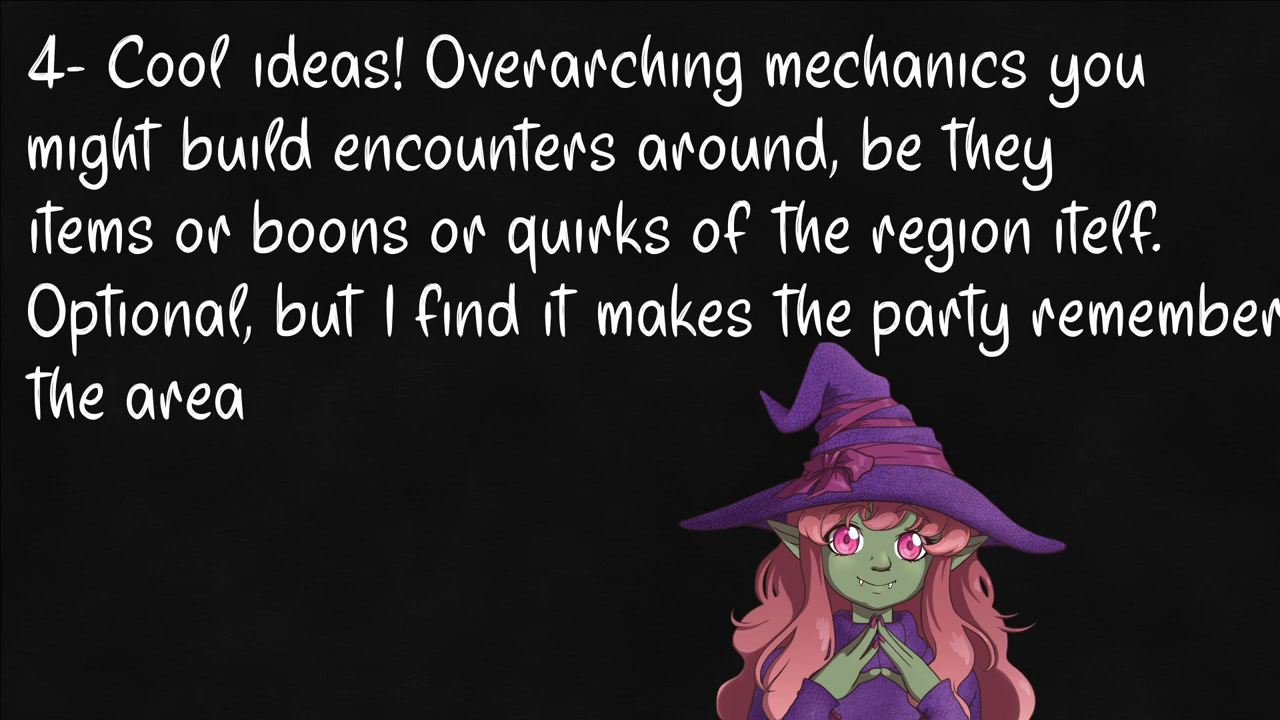 4- Cool ideas! Overarching mechanics you
might build encounters around, be they
items or boons or quirks of the region itelf.
Optional, but I find it makes the party remember
the area